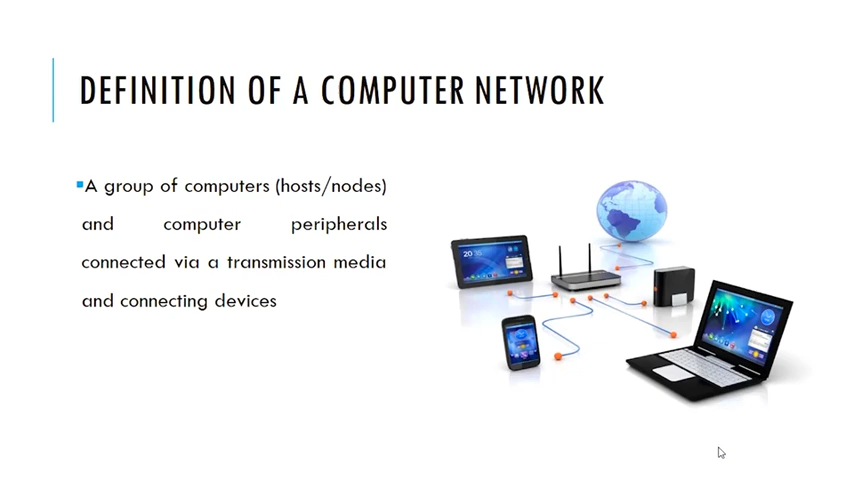 DEFINITION OF A COMPUTER NETWORK
A group of computers (hosts/nodes)
and computer peripherals
connected via a transmission media
and connecting devices